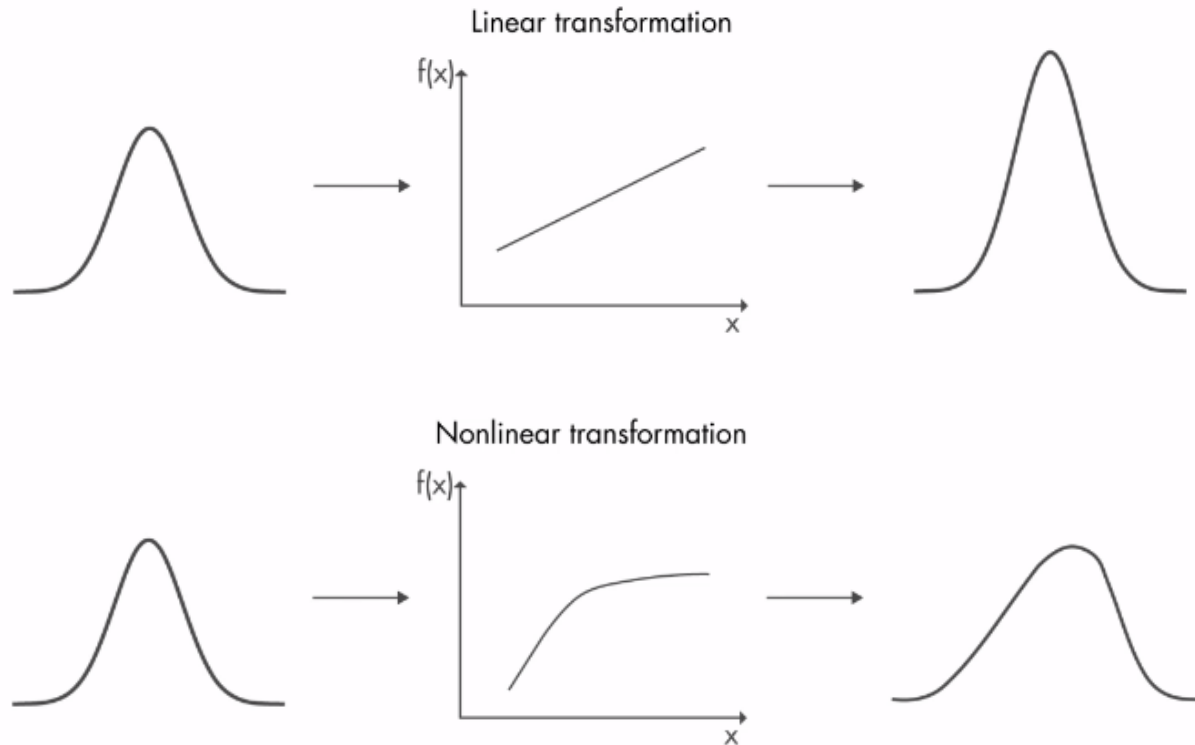 Linear transformation
f(x)
x
Nonlinear transformation
f(x)
x